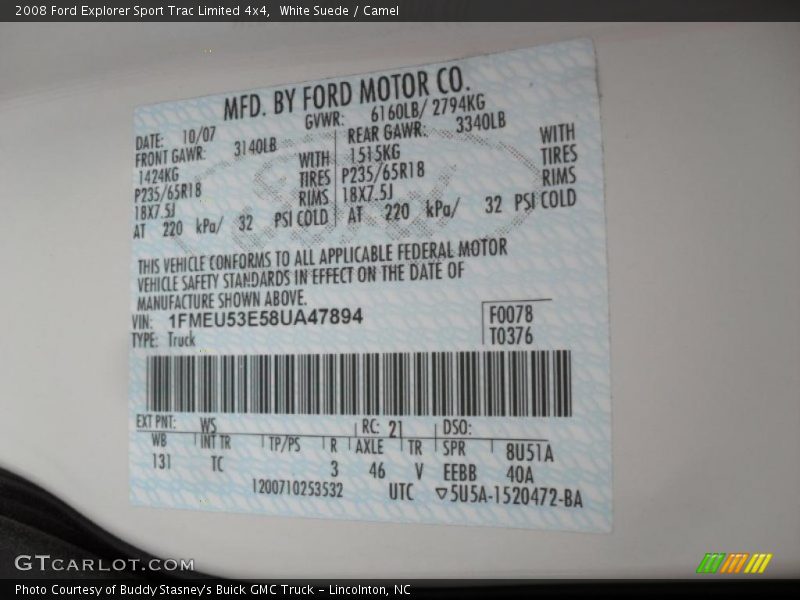 2008 Ford Explorer Sport Trac Limited 4x4,  White Suede / Camel
MFD. BY FORD MOTOR CO.
DATE: 10/07 GVWR: 6160LB/ 2794KG
FRONT GAWR: 3140LB REAR GAWR: 3340LB
1424KG WITH 1515KG WITH
P235/65R18 TIRES P235/65R18 TIRES
18X7.5J RIMS 18X7.5J RIMS
AT 220 kPa/ 32 PSI COLD AT 220 kPa/ 32 PSI COLD
THIS VEHICLE CONFORMS TO ALL APPLICABLE FEDERAL MOTOR
VEHICLE SAFETY STANDARDS IN EFFECT ON THE DATE OF
MANUFACTURE SHOWN ABOVE.
VIN: 1FMEU53E58UA47894 F0078
TYPE: Truck T0376
EXT PNT: WS RC: 21 DSO:
WB INT TR TP/PS R AXLE TR SPR 8U51A
131 TC 3 46 V EEBB 40A
1200710253532 UTC ▽5U5A-1520472-BA
GTCARLOT.COM
Photo Courtesy of Buddy Stasney's Buick GMC Truck - Lincolnton, NC